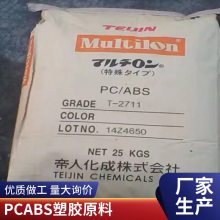 TEIJIN
Multilon
マルチロン®
(特殊タイプ)
PC/ABS
GRADE T-2711
COLOR
LOT NO. 14Z4650
NET 25 KGS
帝人化成株式会社
TEIJIN CHEMICALS
优质做工 量大询价
厂家
生产
PCABS塑胶原料